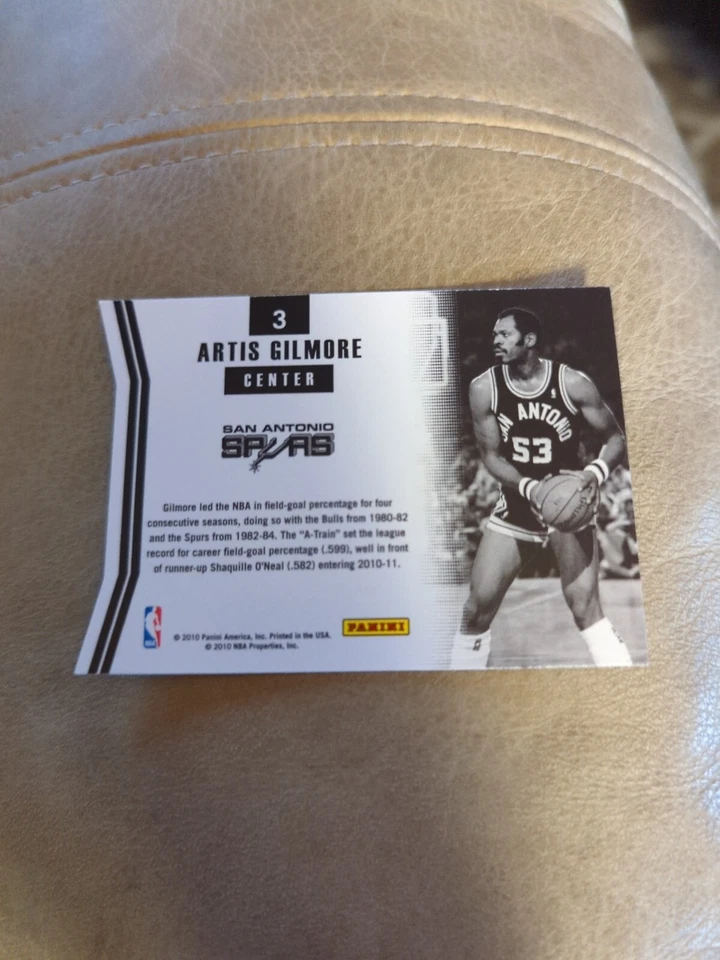 3
ARTIS GILMORE
CENTER
SAN ANTONIO
SPURS
Gilmore led the NBA in field-goal percentage for four
consecutive seasons, doing so with the Bulls from 1980-82
and the Spurs from 1982-84. The "A-Train" set the league
record for career field-goal percentage (.599), well in front
of runner-up Shaquille O'Neal (.582) entering 2010-11.
© 2010 Panini America, Inc. Printed in the USA.
© 2010 NBA Properties, Inc.
PANINI
SAN ANTONIO
53